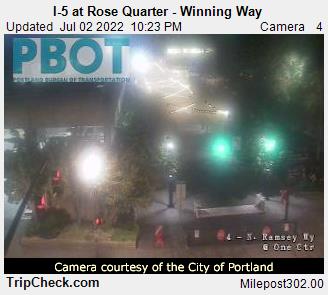 I-5 at Rose Quarter - Winning Way
Updated  Jul 02 2022  10:23 PM  Camera  4
PBOT
PORTLAND BUREAU OF TRANSPORTATION
4 - N. Ramsey Wy
@ One Ctr
Camera courtesy of the City of Portland
TripCheck.com  Milepost302.00